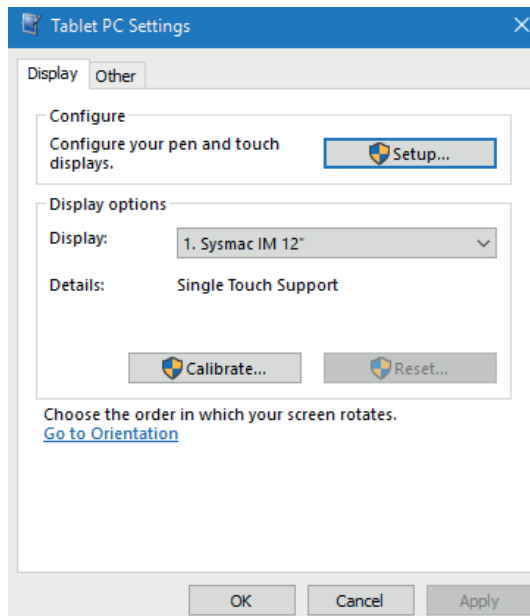 Tablet PC Settings
Display
Other
Configure
Configure your pen and touch
displays.
Setup...
Display options
Display:
1. Sysmac IM 12"
Details:
Single Touch Support
Calibrate...
Reset...
Choose the order in which your screen rotates.
Go to Orientation
OK
Cancel
Apply